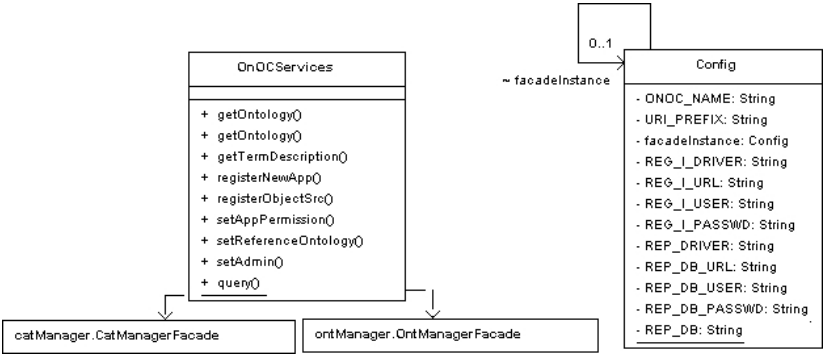 OnOCServices
+ getOntology()
+ getOntology()
+ getTermDescription()
+ registerNewApp()
+ registerObjectSrc()
+ setAppPermission()
+ setReferenceOntology()
+ setAdmin()
+ query()
catManager.CatManagerFacade
ontManager.OntManagerFacade
0..1
~ facadeInstance
Config
- ONOC_NAME: String
- URI_PREFIX: String
- facadeInstance: Config
- REG_I_DRIVER: String
- REG_I_URL: String
- REG_I_USER: String
- REG_I_PASSWD: String
- REP_DRIVER: String
- REP_DB_URL: String
- REP_DB_USER: String
- REP_DB_PASSWD: String
- REP_DB: String